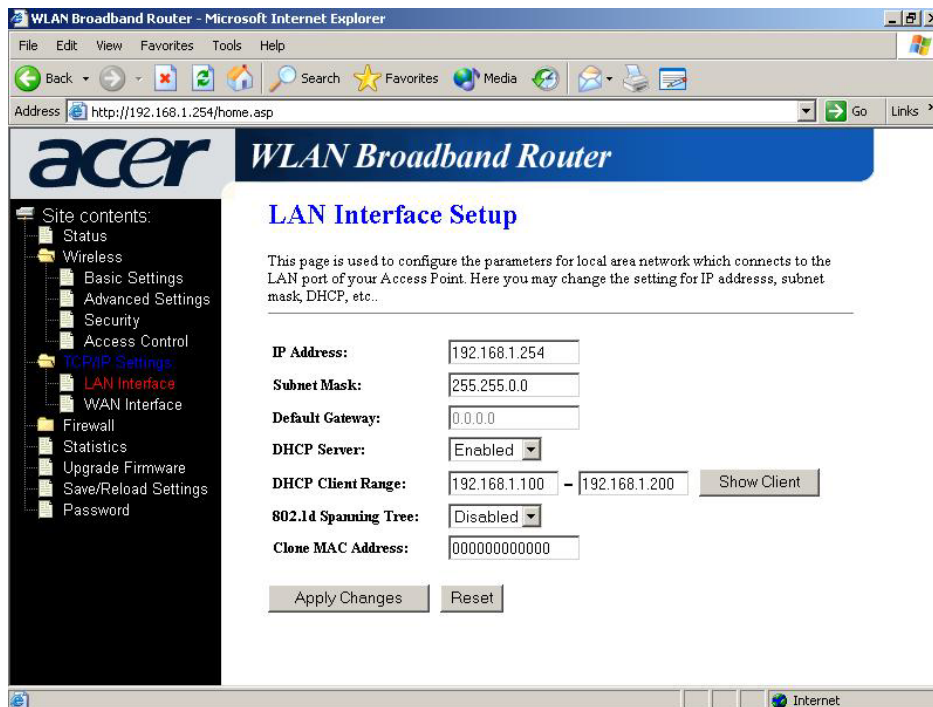 WLAN Broadband Router - Microsoft Internet Explorer
File Edit View Favorites Tools Help
Back Search Favorites Media
Address http://192.168.1.254/home.asp Go Links
acer
WLAN Broadband Router
Site contents:
Status
Wireless
Basic Settings
Advanced Settings
Security
Access Control
TCP/IP Settings
LAN Interface
WAN Interface
Firewall
Statistics
Upgrade Firmware
Save/Reload Settings
Password
LAN Interface Setup
This page is used to configure the parameters for local area network which connects to the
LAN port of your Access Point. Here you may change the setting for IP addresss, subnet
mask, DHCP, etc..
IP Address: 192.168.1.254
Subnet Mask: 255.255.0.0
Default Gateway: 0.0.0.0
DHCP Server: Enabled
DHCP Client Range: 192.168.1.100 – 192.168.1.200 Show Client
802.1d Spanning Tree: Disabled
Clone MAC Address: 000000000000
Apply Changes Reset
Internet